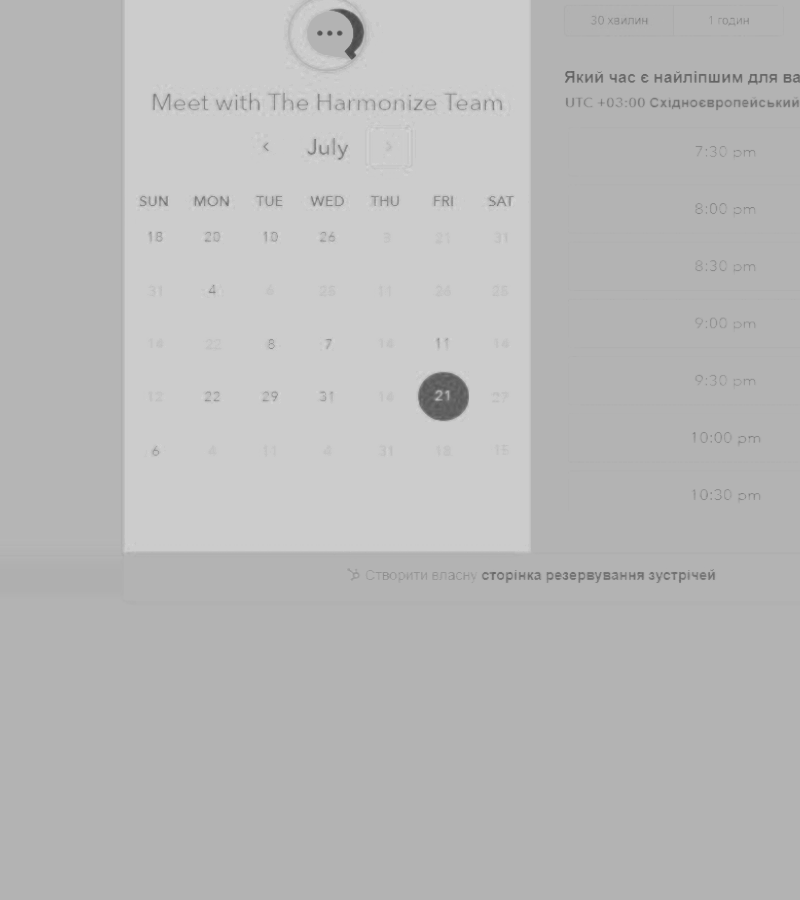 30 хвилин 1 годин
Meet with The Harmonize Team
July
SUN MON TUE WED THU FRI SAT
18 20 10 26 3 21 31
31 4 6 28 11 26 25
18 22 8 7 14 11 14
12 22 29 31 14 21 27
6 4 11 4 31 18 15
Який час є найліпшим для ва
UTC +03:00 Східноєвропейський
7:30 pm
8:00 pm
8:30 pm
9:00 pm
9:30 pm
10:00 pm
10:30 pm
Створити власну сторінка резервування зустрічей